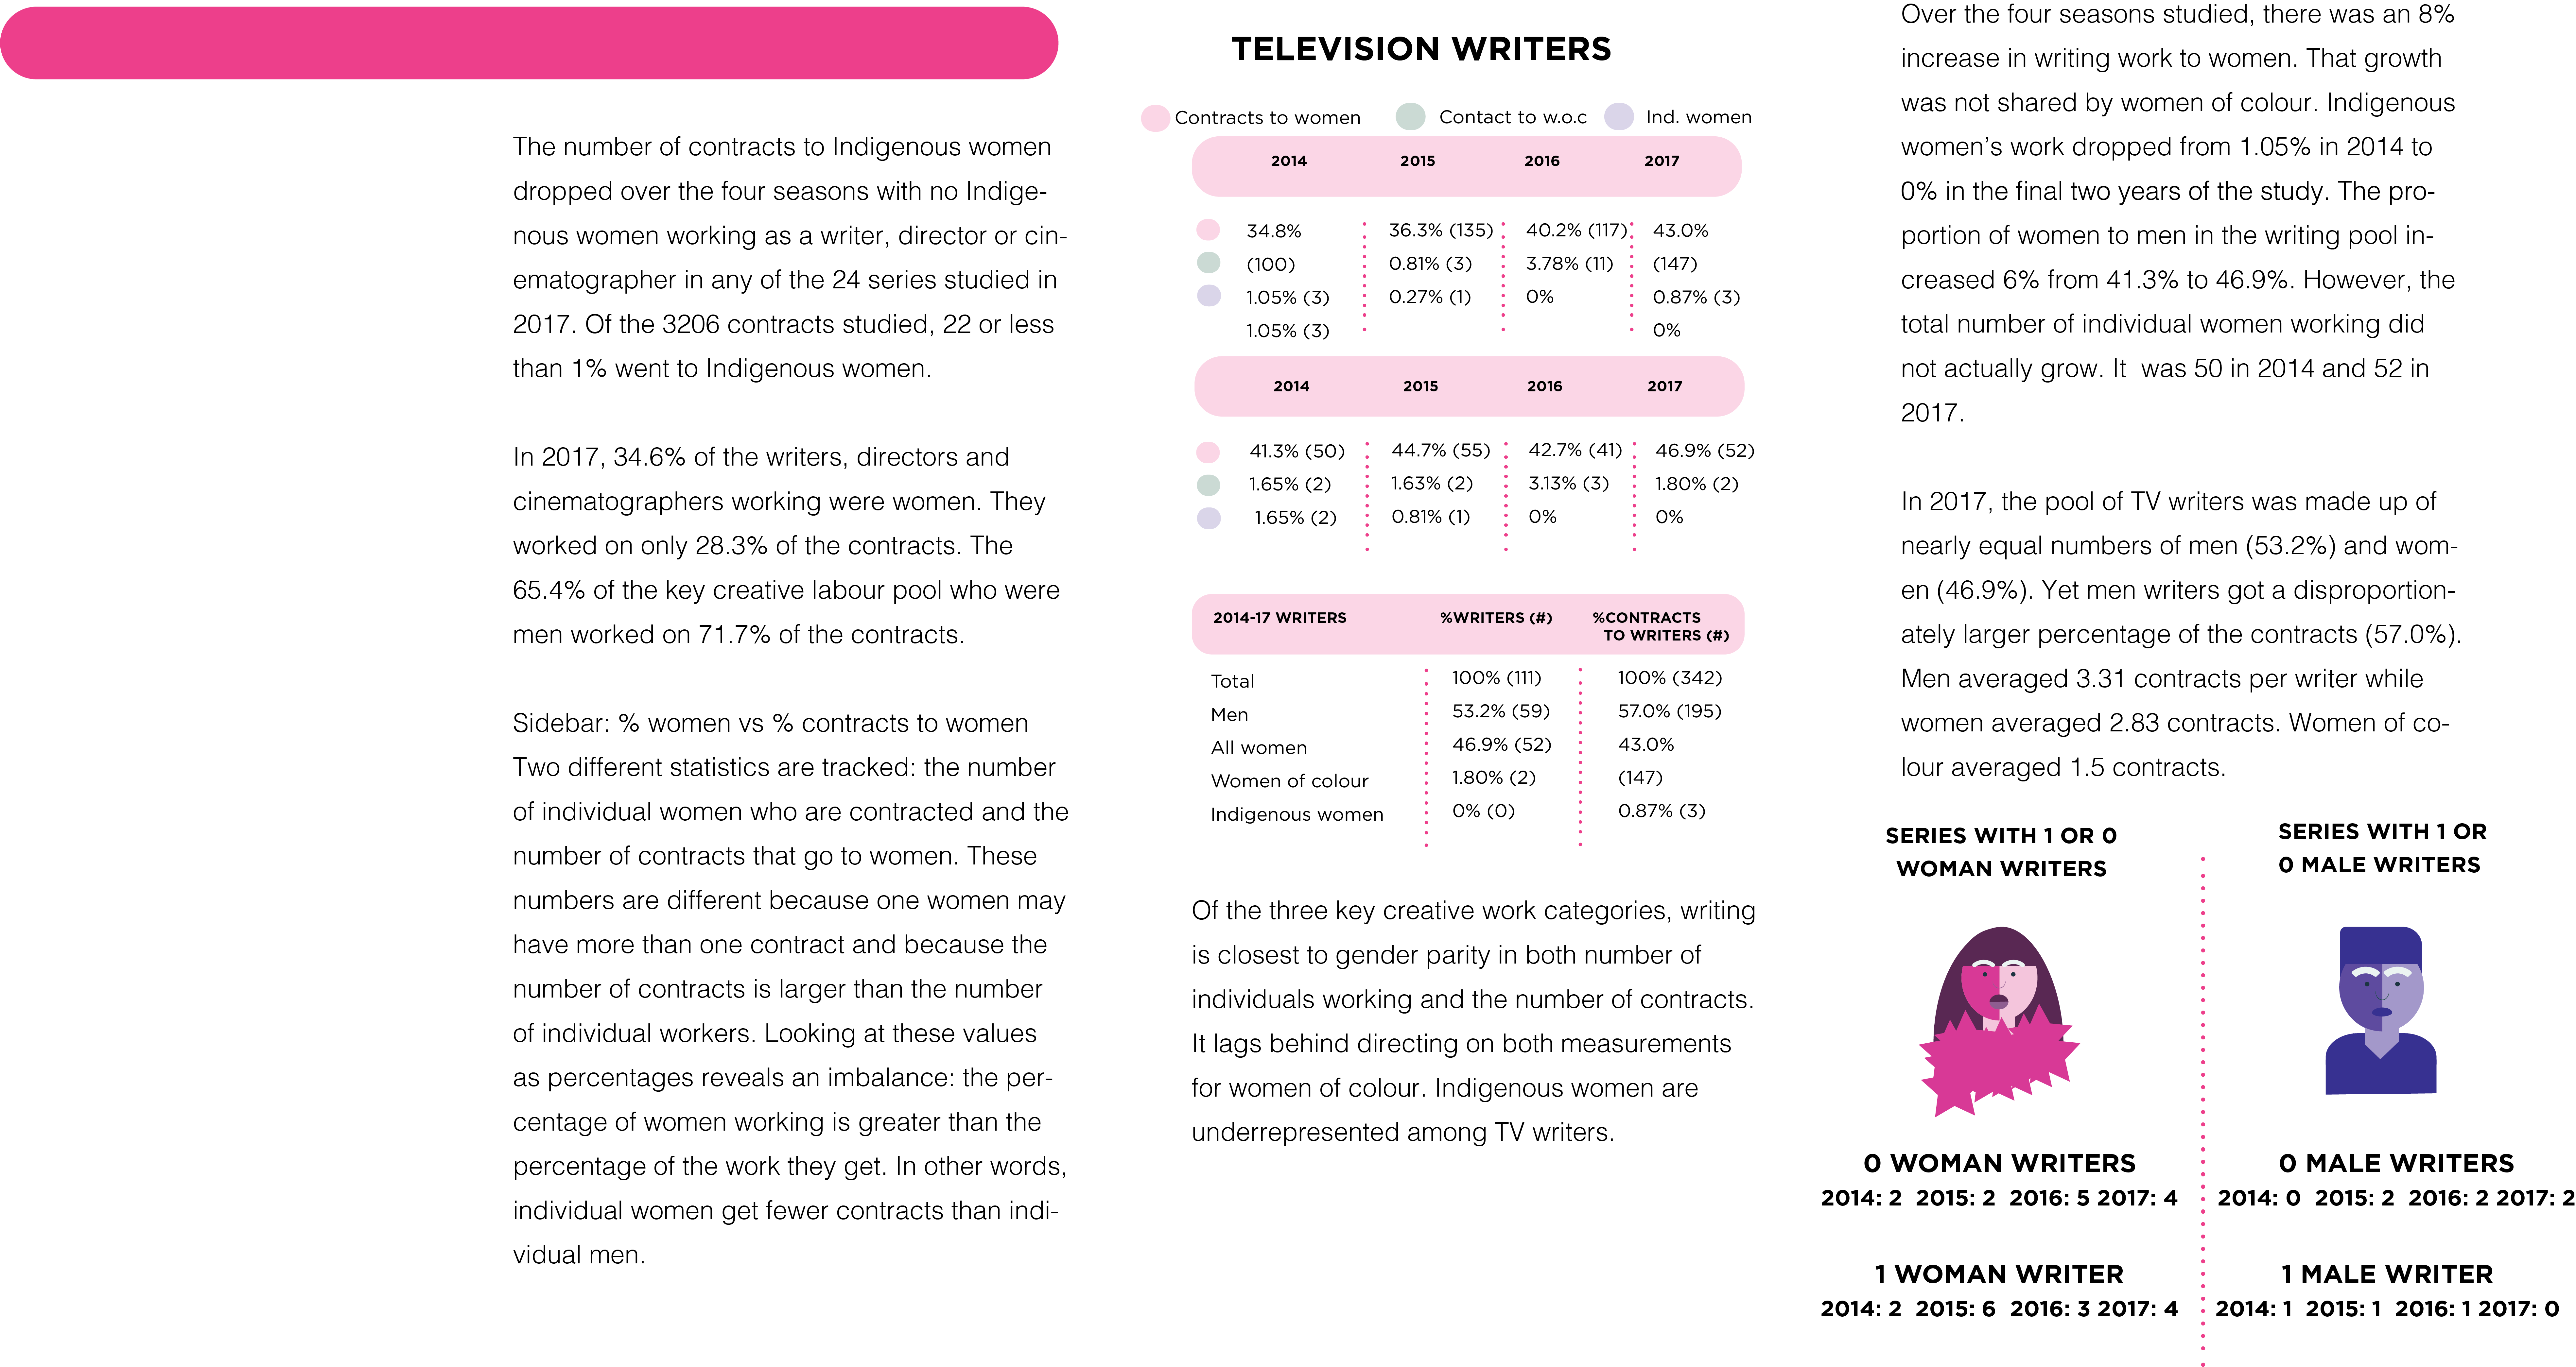 The number of contracts to Indigenous women
dropped over the four seasons with no Indige-
nous women working as a writer, director or cin-
ematographer in any of the 24 series studied in
2017. Of the 3206 contracts studied, 22 or less
than 1% went to Indigenous women.
In 2017, 34.6% of the writers, directors and
cinematographers working were women. They
worked on only 28.3% of the contracts. The
65.4% of the key creative labour pool who were
men worked on 71.7% of the contracts.
Sidebar: % women vs % contracts to women
Two different statistics are tracked: the number
of individual women who are contracted and the
number of contracts that go to women. These
numbers are different because one women may
have more than one contract and because the
number of contracts is larger than the number
of individual workers. Looking at these values
as percentages reveals an imbalance: the per-
centage of women working is greater than the
percentage of the work they get. In other words,
individual women get fewer contracts than indi-
vidual men.
TELEVISION WRITERS
Contracts to women Contact to w.o.c Ind. women
2014 2015 2016 2017
34.8% 36.3% (135) 40.2% (117) 43.0%
(100) 0.81% (3) 3.78% (11) (147)
1.05% (3) 0.27% (1) 0% 0.87% (3)
1.05% (3) 0%
2014 2015 2016 2017
41.3% (50) 44.7% (55) 42.7% (41) 46.9% (52)
1.65% (2) 1.63% (2) 3.13% (3) 1.80% (2)
1.65% (2) 0.81% (1) 0% 0%
2014-17 WRITERS %WRITERS (#) %CONTRACTS
TO WRITERS (#)
Total 100% (111) 100% (342)
Men 53.2% (59) 57.0% (195)
All women 46.9% (52) 43.0%
Women of colour 1.80% (2) (147)
Indigenous women 0% (0) 0.87% (3)
Of the three key creative work categories, writing
is closest to gender parity in both number of
individuals working and the number of contracts.
It lags behind directing on both measurements
for women of colour. Indigenous women are
underrepresented among TV writers.
Over the four seasons studied, there was an 8%
increase in writing work to women. That growth
was not shared by women of colour. Indigenous
women’s work dropped from 1.05% in 2014 to
0% in the final two years of the study. The pro-
portion of women to men in the writing pool in-
creased 6% from 41.3% to 46.9%. However, the
total number of individual women working did
not actually grow. It was 50 in 2014 and 52 in
2017.
In 2017, the pool of TV writers was made up of
nearly equal numbers of men (53.2%) and wom-
en (46.9%). Yet men writers got a disproportion-
ately larger percentage of the contracts (57.0%).
Men averaged 3.31 contracts per writer while
women averaged 2.83 contracts. Women of co-
lour averaged 1.5 contracts.
SERIES WITH 1 OR 0
WOMAN WRITERS
0 WOMAN WRITERS
2014: 2 2015: 2 2016: 5 2017: 4
1 WOMAN WRITER
2014: 2 2015: 6 2016: 3 2017: 4
SERIES WITH 1 OR
0 MALE WRITERS
0 MALE WRITERS
2014: 0 2015: 2 2016: 2 2017: 2
1 MALE WRITER
2014: 1 2015: 1 2016: 1 2017: 0